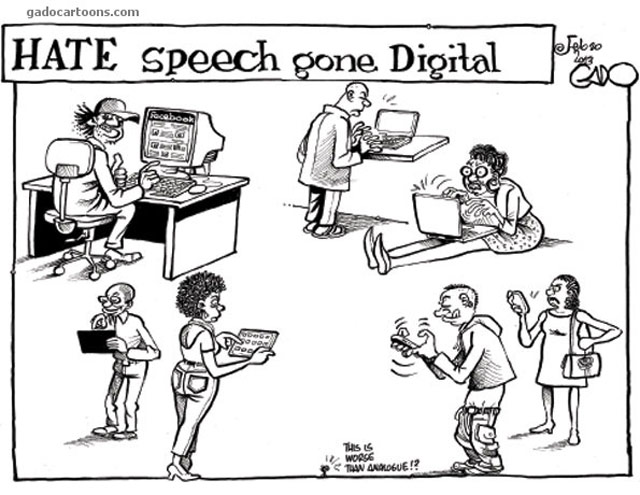 gadocartoons.com
HATE speech gone Digital
© Feb 20
2013
GADO
facebook
THIS IS
WORSE
THAN ANALOGUE!?